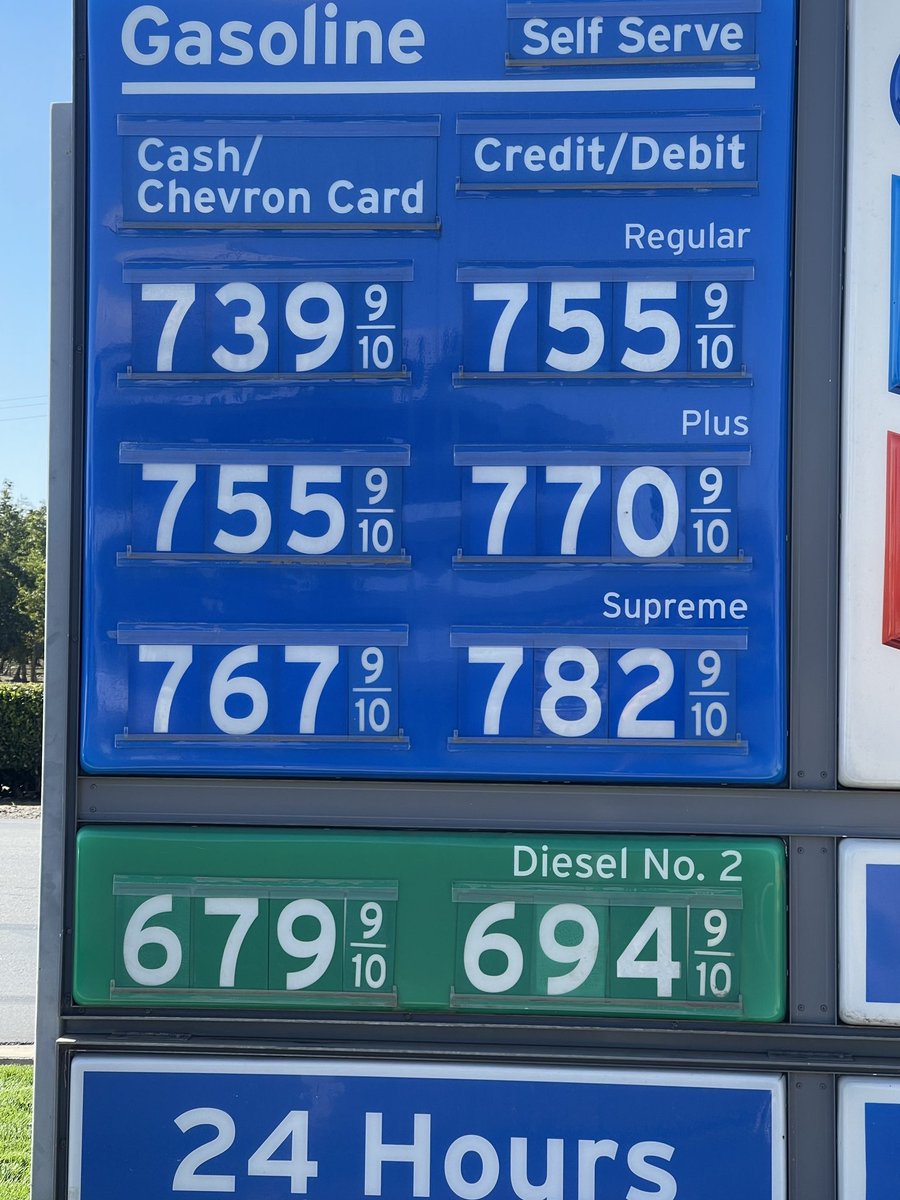 Gasoline Self Serve
Cash/ Credit/Debit
Chevron Card
Regular
739 9/10 755 9/10
Plus
755 9/10 770 9/10
Supreme
767 9/10 782 9/10
Diesel No. 2
679 9/10 694 9/10
24 Hours